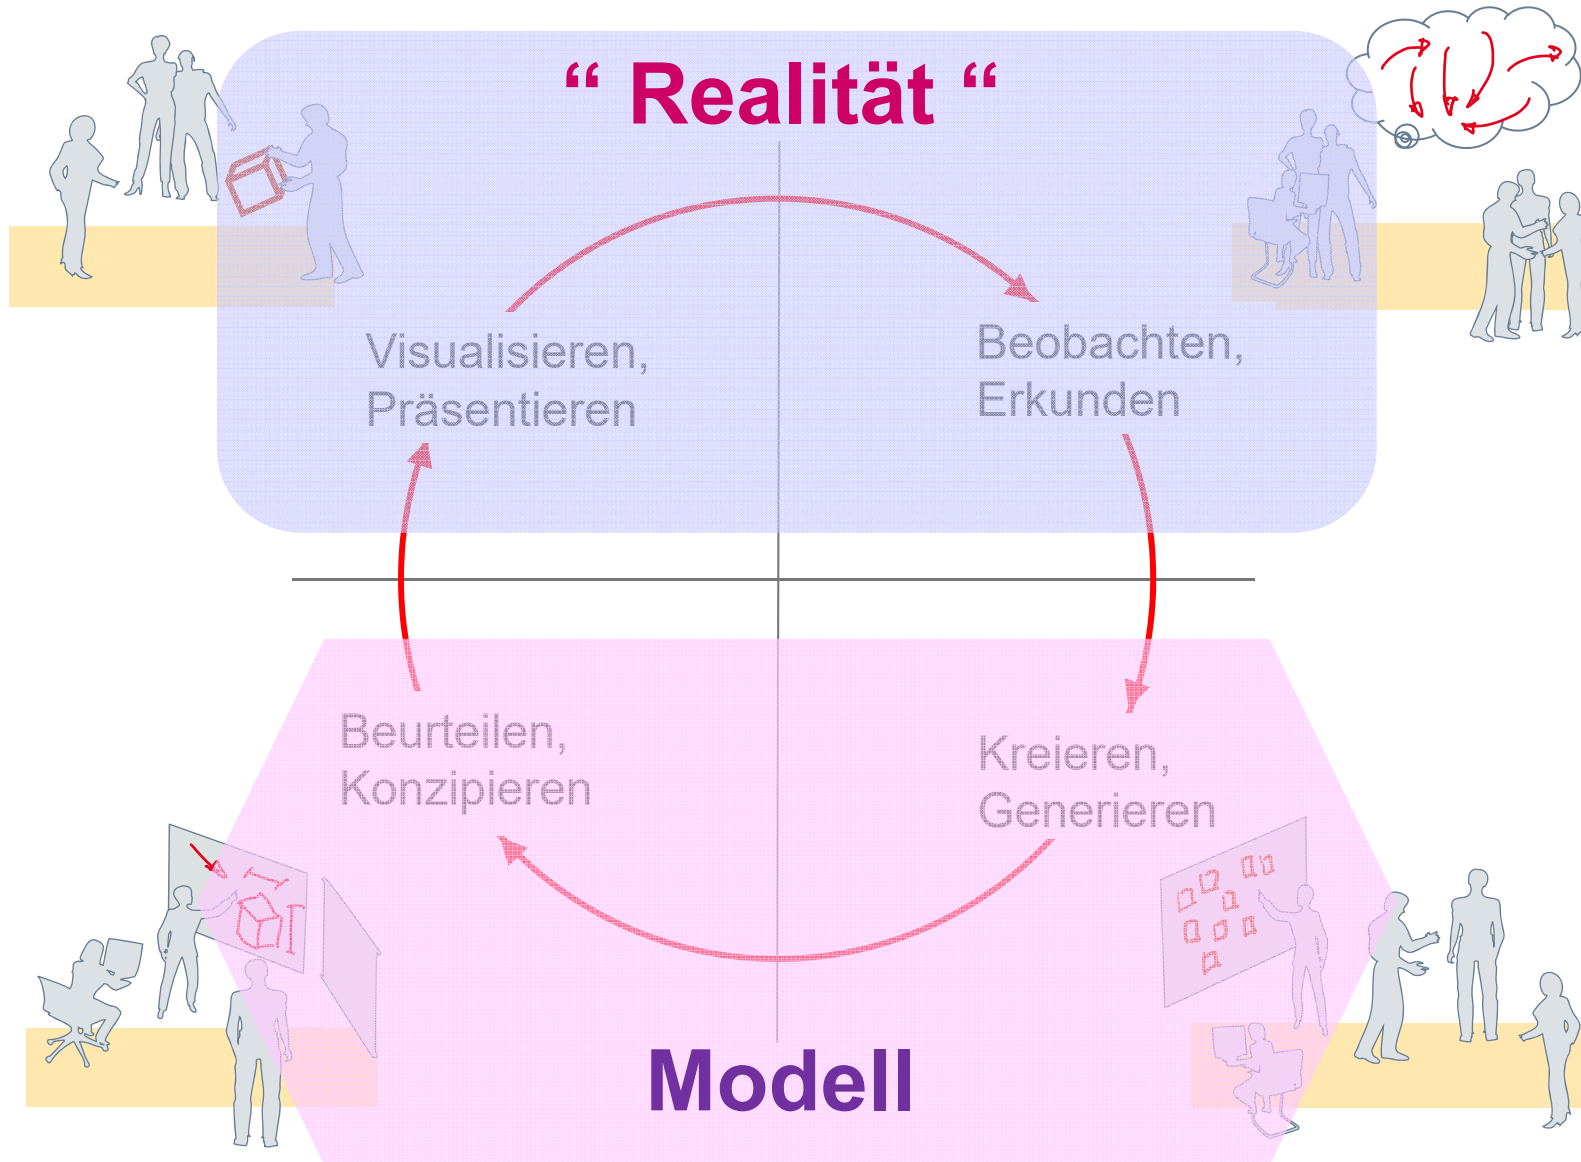 “ Realität “
Visualisieren,
Präsentieren
Beobachten,
Erkunden
Beurteilen,
Konzipieren
Kreieren,
Generieren
Modell